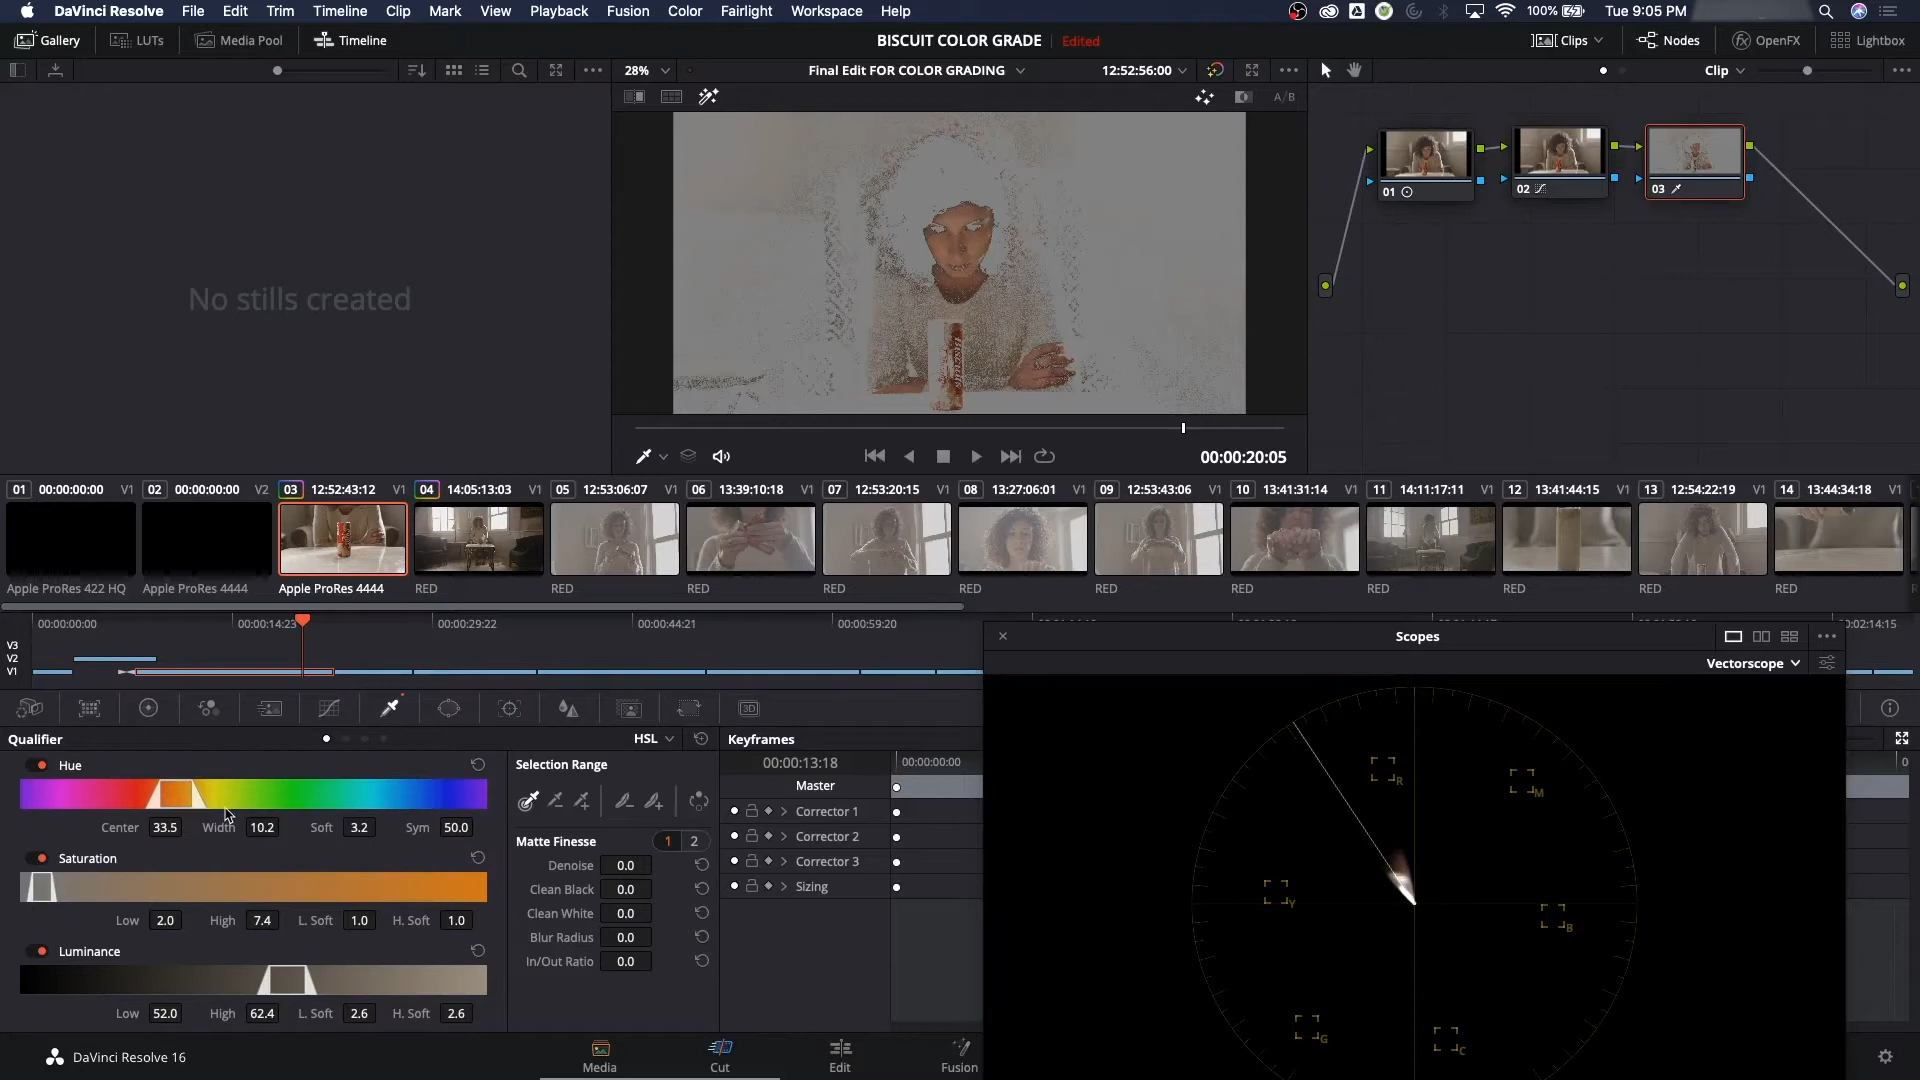 DaVinci Resolve File Edit Trim Timeline Clip Mark View Playback Fusion Color Fairlight Workspace Help 100% Tue 9:05 PM
Gallery LUTs Media Pool Timeline BISCUIT COLOR GRADE Edited Clips Nodes OpenFX Lightbox
28% Final Edit FOR COLOR GRADING 12:52:56:00 Clip
A/B
No stills created
01 02 03
00:00:20:05
01 00:00:00:00 V1 02 00:00:00:00 V2 03 12:52:43:12 V1 04 14:05:13:03 V1 05 12:53:06:07 V1 06 13:39:10:18 V1 07 12:53:20:15 V1 08 13:27:06:01 V1 09 12:53:43:06 V1 10 13:41:31:14 V1 11 14:11:17:11 V1 12 13:41:44:15 V1 13 12:54:22:19 V1 14 13:44:34:18 V1
Apple ProRes 422 HQ Apple ProRes 4444 Apple ProRes 4444 RED RED RED RED RED RED RED RED RED RED RED
00:00:00:00 00:00:14:23 00:00:29:22 00:00:44:21 00:00:59:20 00:02:14:15
V3
V2
V1
Scopes
Vectorscope
3D
Qualifier HSL Keyframes
Hue Selection Range 00:00:13:18 00:00:00:00
Master
Center 33.5 Width 10.2 Soft 3.2 Sym 50.0 Corrector 1
Matte Finesse 1 2 Corrector 2
Saturation Denoise 0.0 Corrector 3
Clean Black 0.0 Sizing
Low 2.0 High 7.4 L. Soft 1.0 H. Soft 1.0 Clean White 0.0
Blur Radius 0.0
Luminance In/Out Ratio 0.0
Low 52.0 High 62.4 L. Soft 2.6 H. Soft 2.6
R M
Y B
G C
DaVinci Resolve 16 Media Cut Edit Fusion